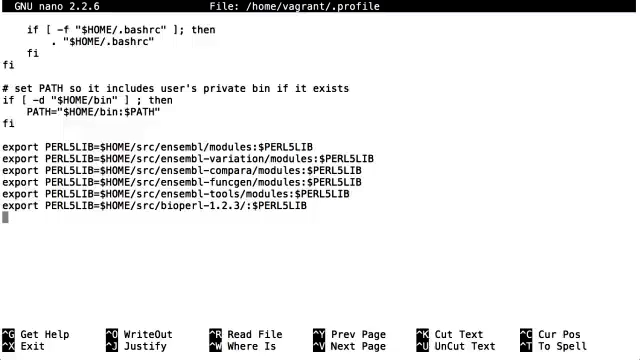 GNU nano 2.2.6 File: /home/vagrant/.profile
if [ -f "$HOME/.bashrc" ]; then
. "$HOME/.bashrc"
fi
fi
# set PATH so it includes user's private bin if it exists
if [ -d "$HOME/bin" ] ; then
PATH="$HOME/bin:$PATH"
fi
export PERL5LIB=$HOME/src/ensembl/modules:$PERL5LIB
export PERL5LIB=$HOME/src/ensembl-variation/modules:$PERL5LIB
export PERL5LIB=$HOME/src/ensembl-compara/modules:$PERL5LIB
export PERL5LIB=$HOME/src/ensembl-funcgen/modules:$PERL5LIB
export PERL5LIB=$HOME/src/ensembl-tools/modules:$PERL5LIB
export PERL5LIB=$HOME/src/bioperl-1.2.3/:$PERL5LIB
^G Get Help ^O WriteOut ^R Read File ^Y Prev Page ^K Cut Text ^C Cur Pos
^X Exit ^J Justify ^W Where Is ^V Next Page ^U UnCut Text ^T To Spell